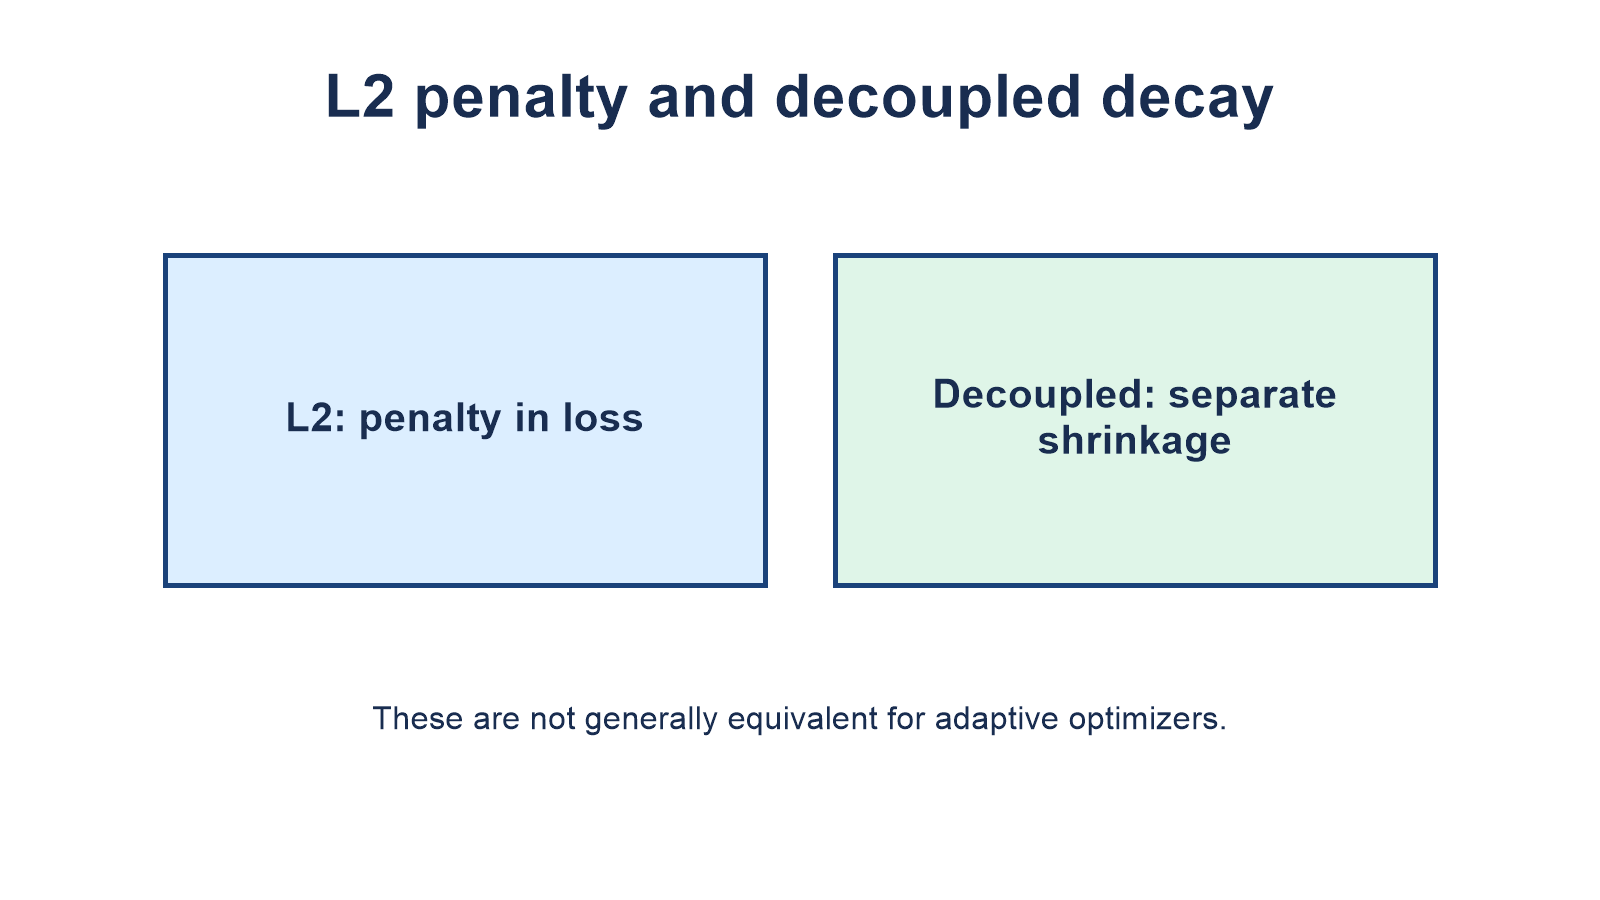 L2 penalty and decoupled decay
L2: penalty in loss
Decoupled: separate
shrinkage
These are not generally equivalent for adaptive optimizers.